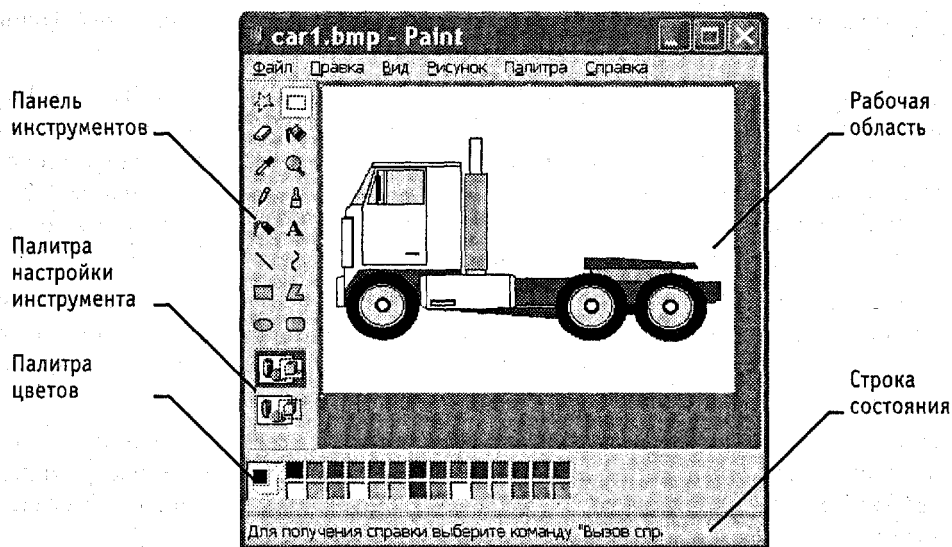 car1.bmp - Paint
Файл Правка Вид Рисунок Палитра Справка
Панель
инструментов
Рабочая
область
A
Палитра
настройки
инструмента
Палитра
цветов
Строка
состояния
Для получения справки выберите команду "Вызов спр.